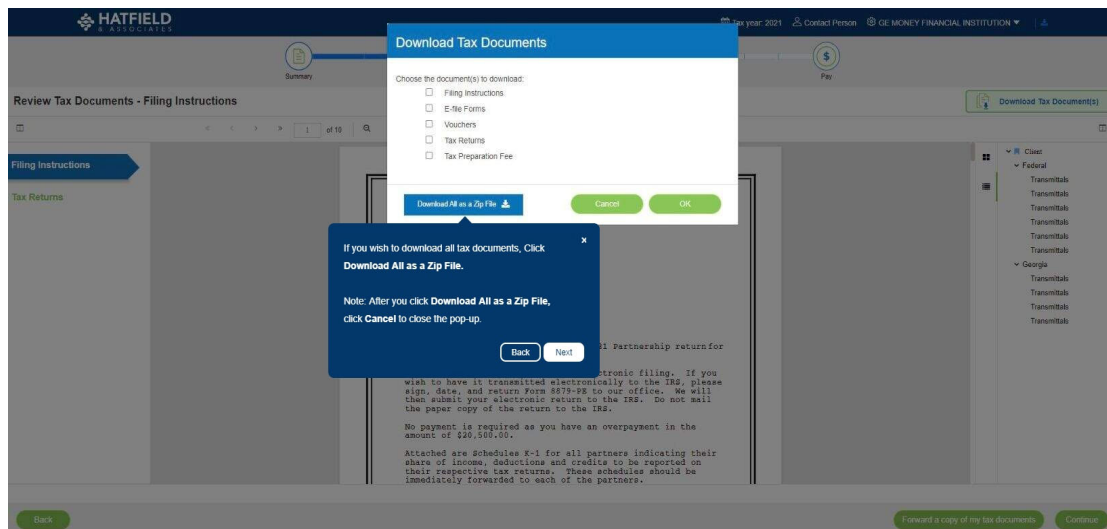 HATFIELD
& ASSOCIATES
Tax year: 2021 Contact Person GE MONEY FINANCIAL INSTITUTION
Summary
Pay
Review Tax Documents - Filing Instructions
Download Tax Document(s)
1 of 10
Filing Instructions
Tax Returns
Download Tax Documents
Choose the document(s) to download:
Filing Instructions
E-file Forms
Vouchers
Tax Returns
Tax Preparation Fee
Download All as a Zip File
Cancel
OK
If you wish to download all tax documents, Click
Download All as a Zip File.
Note: After you click Download All as a Zip File,
click Cancel to close the pop-up.
Back
Next
Partnership return for
ctronic filing. If you
wish to have it transmitted electronically to the IRS, please
sign, date, and return Form 8879-PE to our office. We will
then submit your electronic return to the IRS. Do not mail
the paper copy of the return to the IRS.
No payment is required as you have an overpayment in the
amount of $20,500.00.
Attached are Schedules K-1 for all partners indicating their
share of income, deductions and credits to be reported on
their respective tax returns. These schedules should be
immediately forwarded to each of the partners.
Client
Federal
Transmittals
Transmittals
Transmittals
Transmittals
Transmittals
Transmittals
Georgia
Transmittals
Transmittals
Transmittals
Transmittals
Back
Forward a copy of my tax documents
Continue